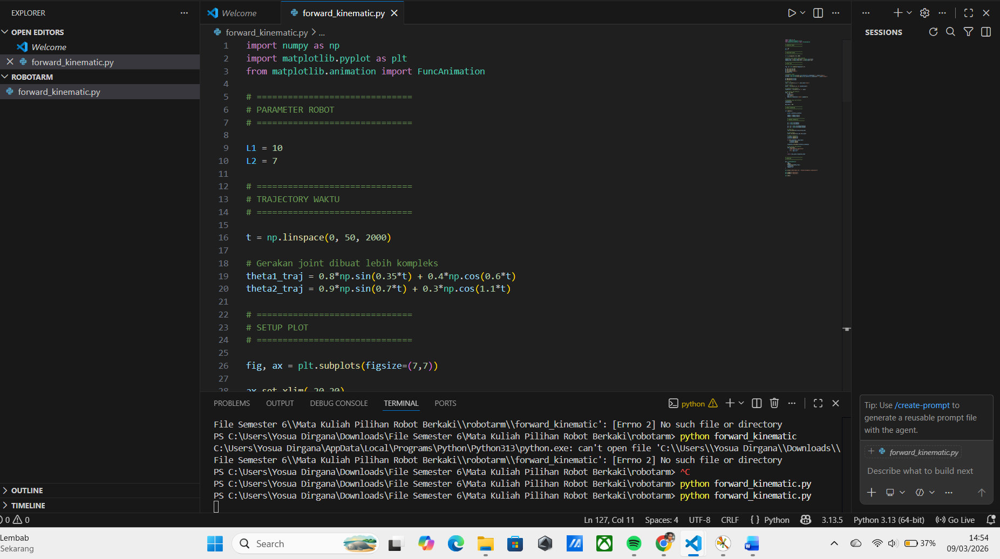 EXPLORER
OPEN EDITORS
Welcome
forward_kinematic.py
ROBOTARM
forward_kinematic.py
OUTLINE
TIMELINE
Welcome
forward_kinematic.py
forward_kinematic.py > ...
1 import numpy as np
2 import matplotlib.pyplot as plt
3 from matplotlib.animation import FuncAnimation
4
5 # ==============================
6 # PARAMETER ROBOT
7 # ==============================
8
9 L1 = 10
10 L2 = 7
11
12 # ==============================
13 # TRAJECTORY WAKTU
14 # ==============================
15
16 t = np.linspace(0, 50, 2000)
17
18 # Gerakan joint dibuat lebih kompleks
19 theta1_traj = 0.8*np.sin(0.35*t) + 0.4*np.cos(0.6*t)
20 theta2_traj = 0.9*np.sin(0.7*t) + 0.3*np.cos(1.1*t)
21
22 # ==============================
23 # SETUP PLOT
24 # ==============================
25
26 fig, ax = plt.subplots(figsize=(7,7))
27
28 ax.set_xlim(-20,20)
PROBLEMS OUTPUT DEBUG CONSOLE TERMINAL PORTS
python
File Semester 6\\Mata Kuliah Pilihan Robot Berkaki\\robotarm\\forward_kinematic': [Errno 2] No such file or directory
PS C:\Users\Yosua Dirgana\Downloads\File Semester 6\Mata Kuliah Pilihan Robot Berkaki\robotarm> python forward_kinematic
C:\Users\Yosua Dirgana\AppData\Local\Programs\Python\Python313\python.exe: can't open file 'C:\\Users\\Yosua Dirgana\\Downloads\\
File Semester 6\\Mata Kuliah Pilihan Robot Berkaki\\robotarm\\forward_kinematic': [Errno 2] No such file or directory
PS C:\Users\Yosua Dirgana\Downloads\File Semester 6\Mata Kuliah Pilihan Robot Berkaki\robotarm> ^C
PS C:\Users\Yosua Dirgana\Downloads\File Semester 6\Mata Kuliah Pilihan Robot Berkaki\robotarm> python forward_kinematic.py
PS C:\Users\Yosua Dirgana\Downloads\File Semester 6\Mata Kuliah Pilihan Robot Berkaki\robotarm> python forward_kinematic.py
SESSIONS
Tip: Use /create-prompt to
generate a reusable prompt file
with the agent.
forward_kinematic.py
Describe what to build next
0 0
Ln 127, Col 11 Spaces: 4 UTF-8 CRLF { } Python 3.13.5 Python 3.13 (64-bit) Go Live
Lembab
Sekarang
Search
37%
14:54
09/03/2026